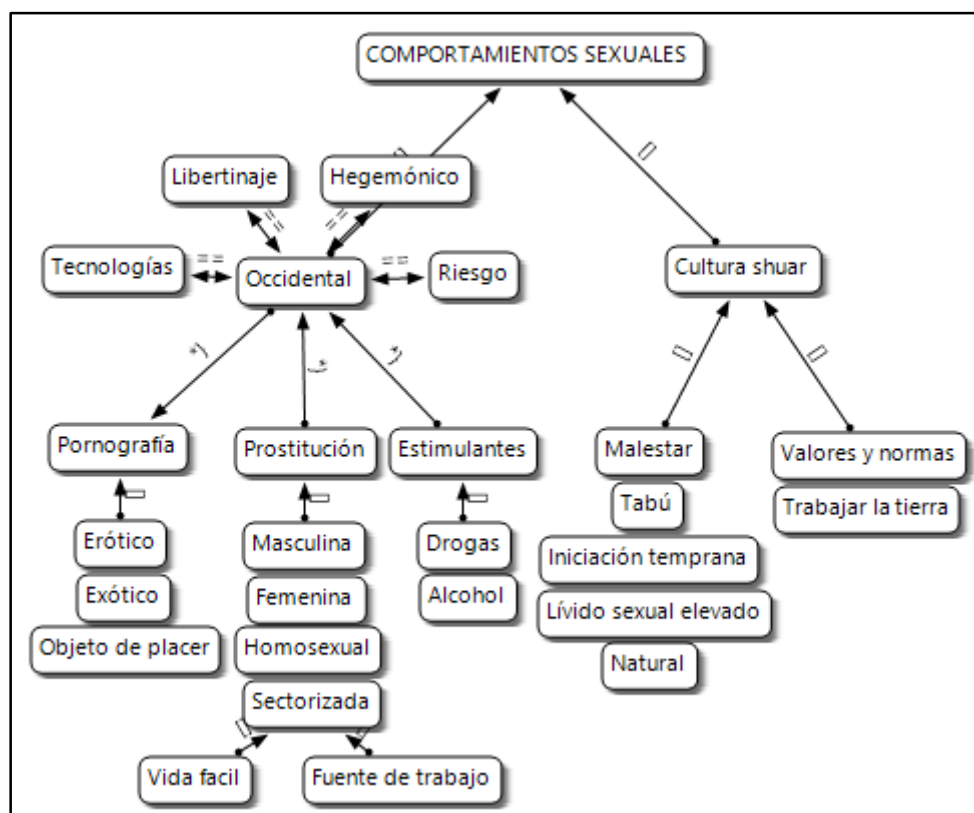 COMPORTAMIENTOS SEXUALES
Libertinaje
Hegemónico
Tecnologías
==
==
==
==
Occidental
Riesgo
Cultura shuar
*}
*}
*}
Pornografía
Prostitución
Estimulantes
Malestar
Valores y normas
Tabú
Trabajar la tierra
Erótico
Masculina
Drogas
Iniciación temprana
Exótico
Femenina
Alcohol
Lívido sexual elevado
Objeto de placer
Homosexual
Natural
Sectorizada
Vida facil
Fuente de trabajo